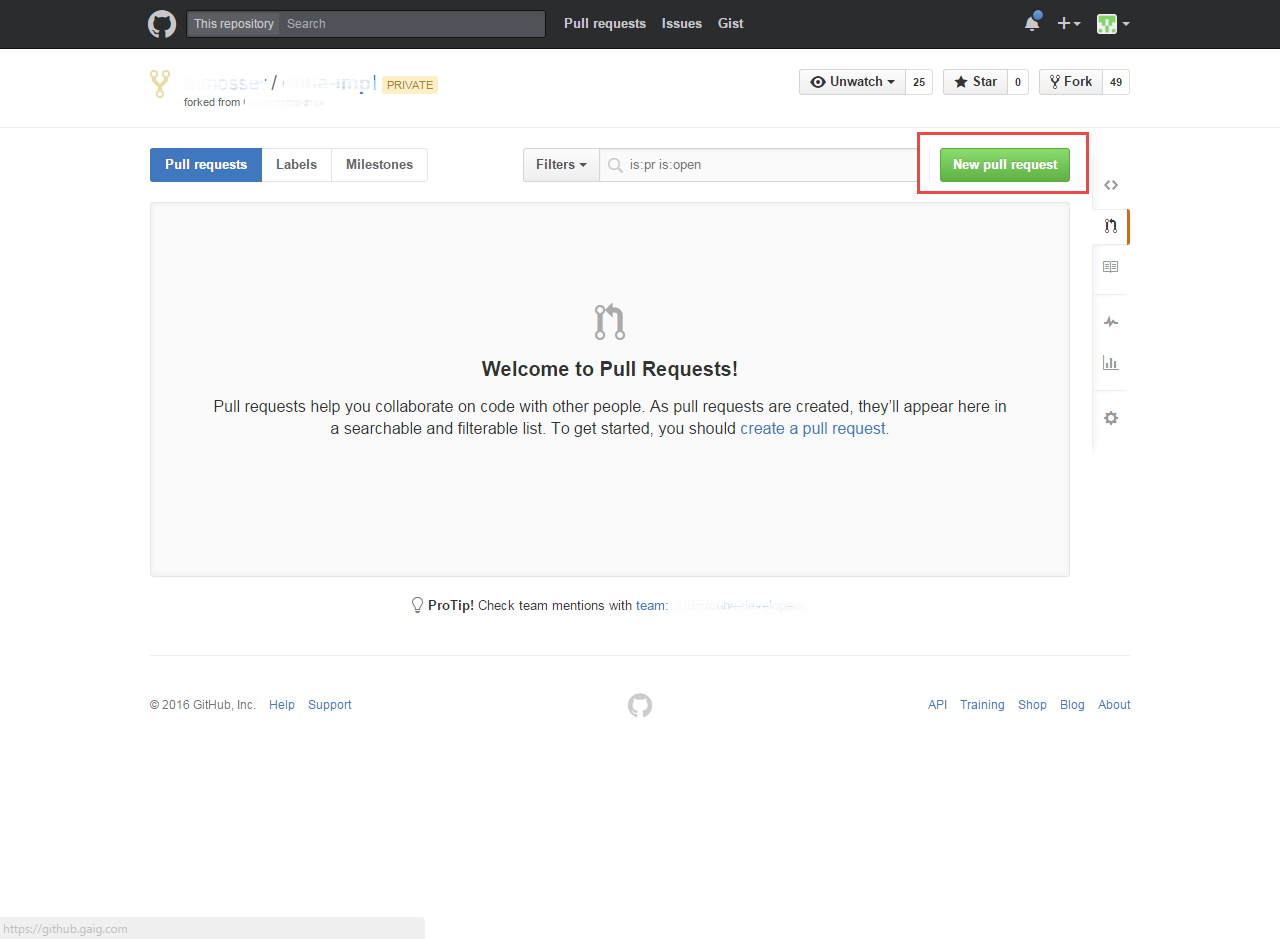 This repository Search Pull requests Issues Gist
/ PRIVATE
Unwatch 25 Star 0 Fork 49
forked from
Pull requests Labels Milestones Filters is:pr is:open New pull request
Welcome to Pull Requests!
Pull requests help you collaborate on code with other people. As pull requests are created, they’ll appear here in
a searchable and filterable list. To get started, you should create a pull request.
ProTip! Check team mentions with team:
© 2016 GitHub, Inc. Help Support API Training Shop Blog About
https://github.gaig.com